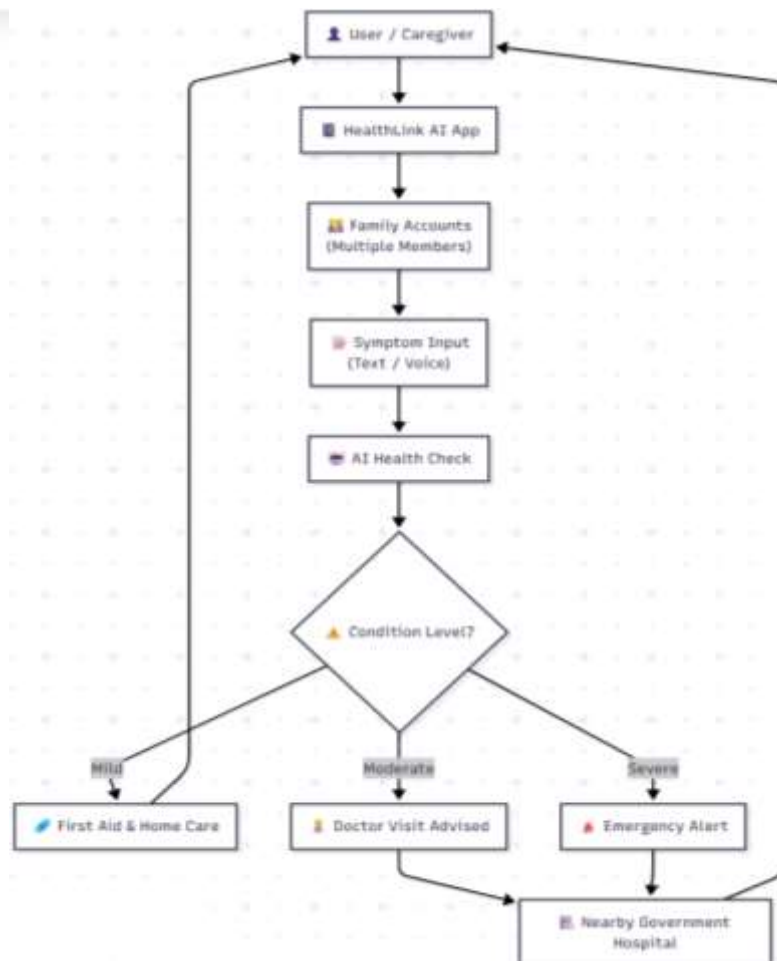 User / Caregiver
HealthLink AI App
Family Accounts
(Multiple Members)
Symptom Input
(Text / Voice)
AI Health Check
Condition Level?
Mild
Moderate
Severe
First Aid & Home Care
Doctor Visit Advised
Emergency Alert
Nearby Government
Hospital